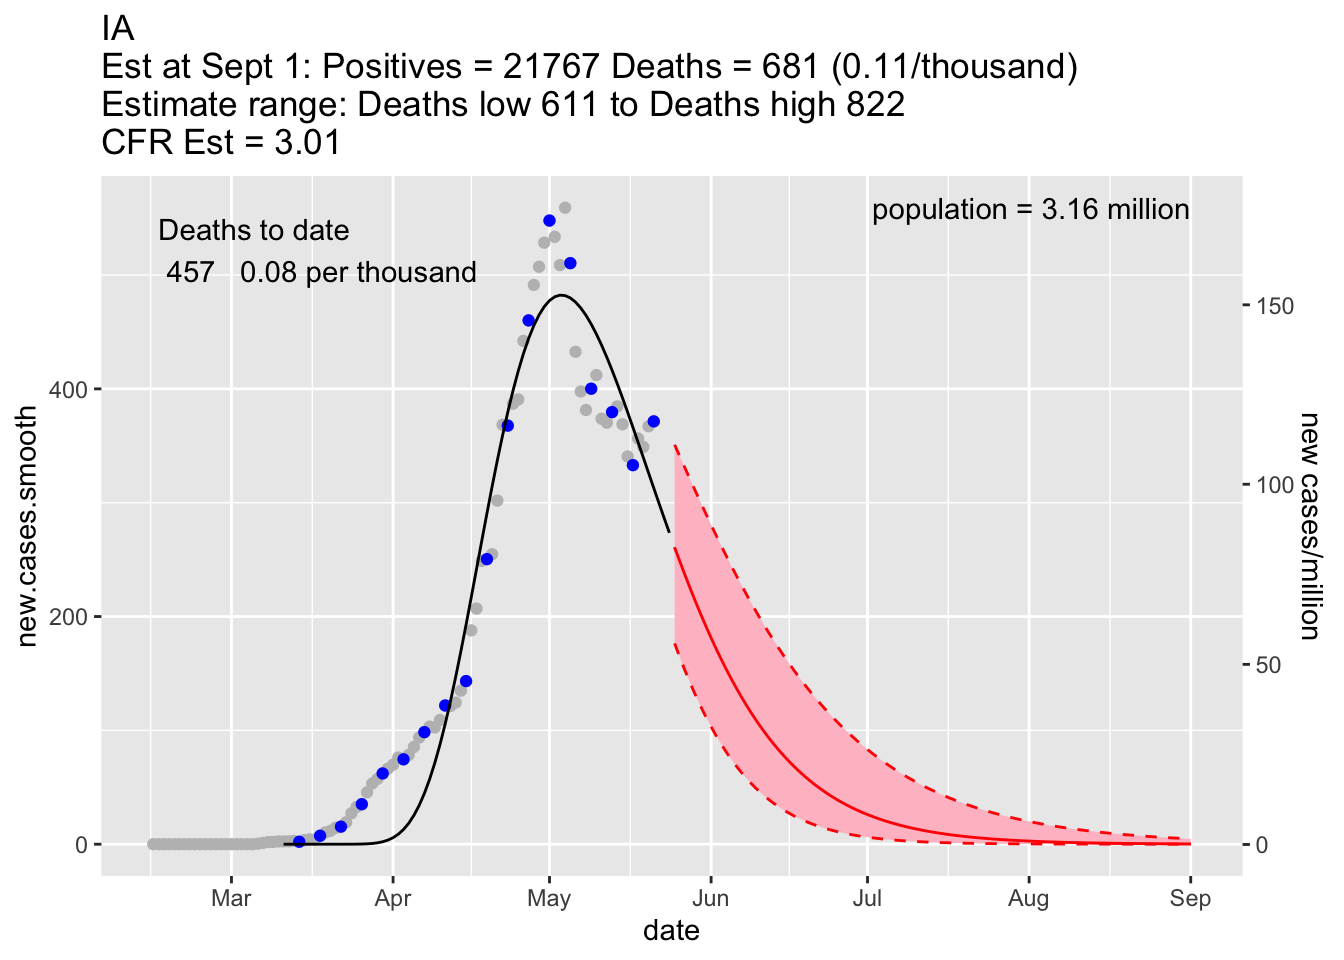 IA
Est at Sept 1: Positives = 21767 Deaths = 681 (0.11/thousand)
Estimate range: Deaths low 611 to Deaths high 822
CFR Est = 3.01
population = 3.16 million
Deaths to date
457 0.08 per thousand
new.cases.smooth
400
200
0
150
100
50
0
new cases/million
Mar Apr May Jun Jul Aug Sep
date